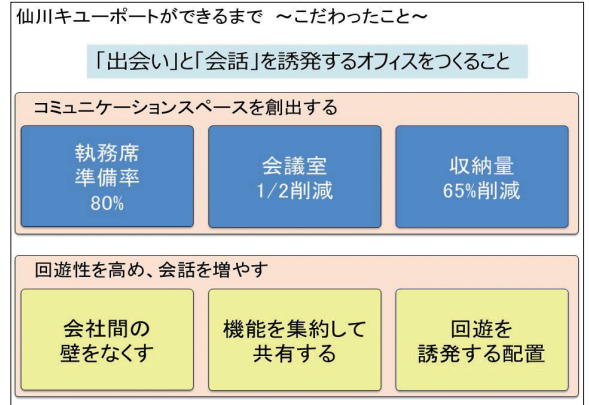 仙川キユーポートができるまで ～こだわったこと～
「出会い」と「会話」を誘発するオフィスをつくること
コミュニケーションスペースを創出する
執務席
準備率
80%
会議室
1/2削減
収納量
65%削減
回遊性を高め、会話を増やす
会社間の
壁をなくす
機能を集約して
共有する
回遊を
誘発する配置